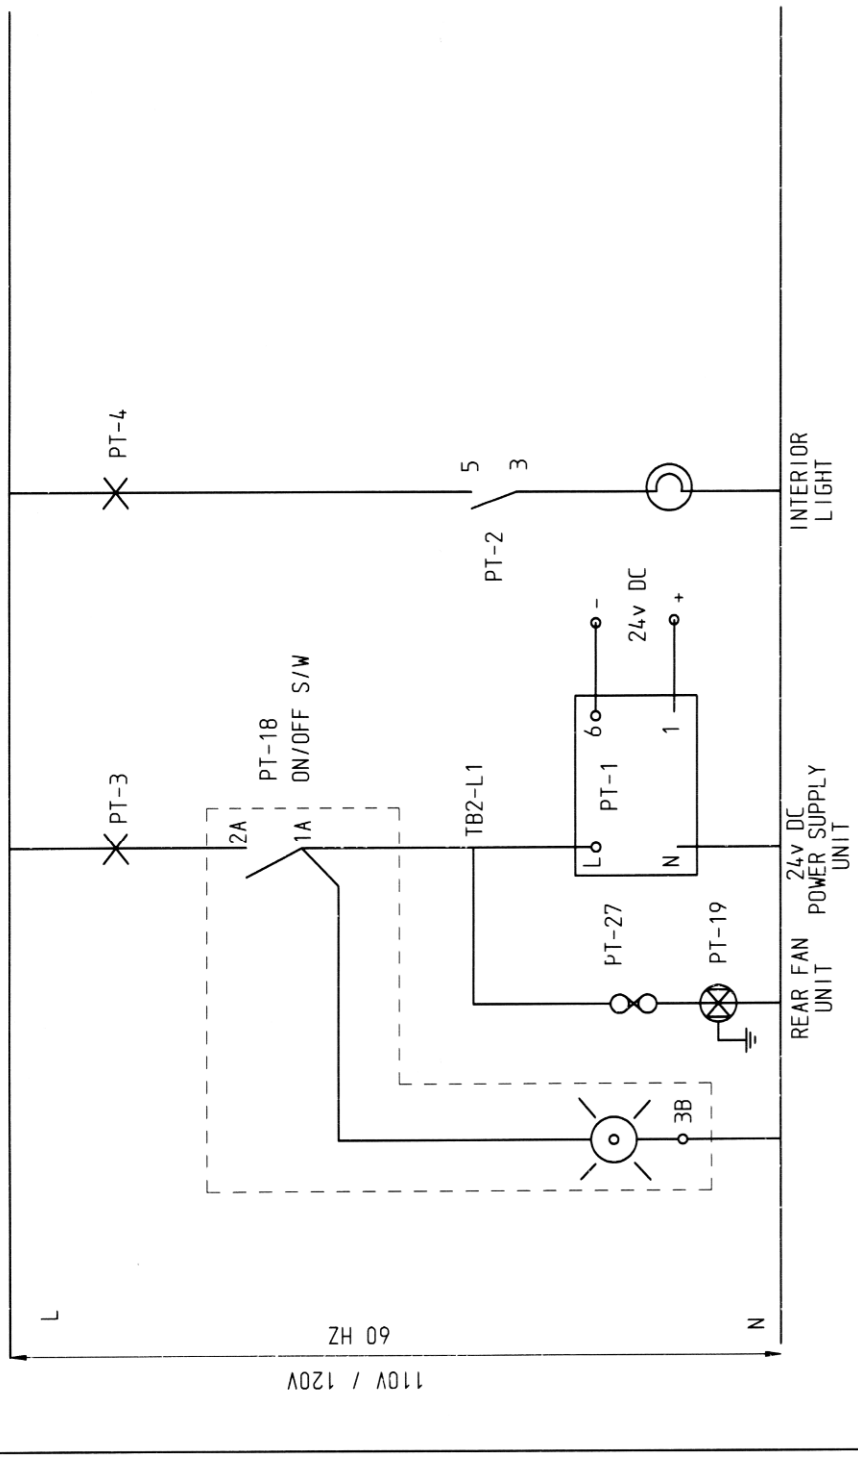 L
110V / 120V
60 HZ
N
PT-3
PT-4
PT-18
ON/OFF S/W
2A
1A
TB2-L1
PT-2
5
3
3B
PT-27
PT-19
L
N
PT-1
6
1
-
24v DC
+
REAR FAN
UNIT
24v DC
POWER SUPPLY
UNIT
INTERIOR
LIGHT